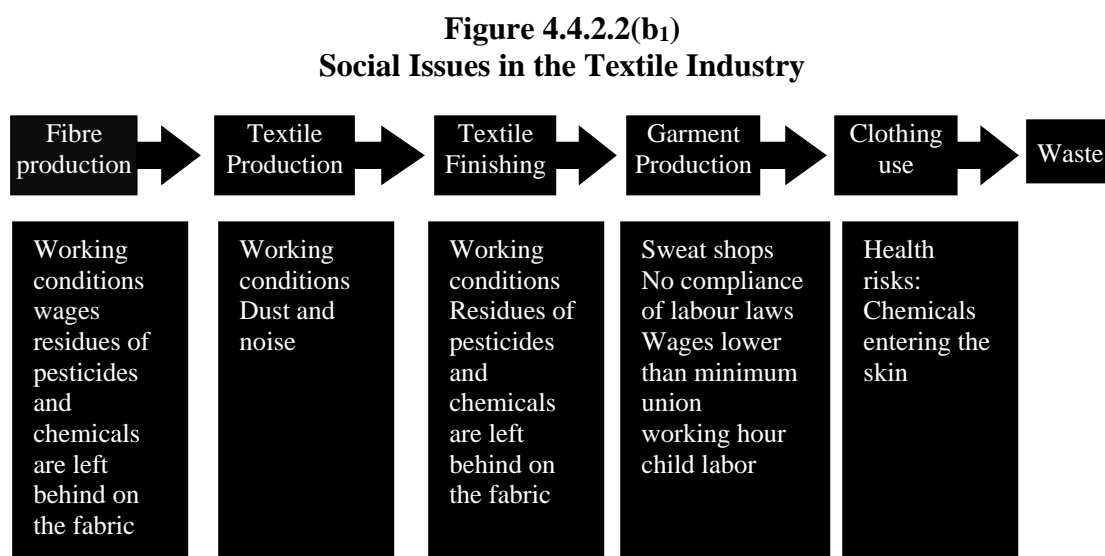 Figure 4.4.2.2(b₁)
Social Issues in the Textile Industry
Fibre
production
Textile
Production
Textile
Finishing
Garment
Production
Clothing
use
Waste
Working
conditions
wages
residues of
pesticides
and
chemicals
are left
behind on
the fabric
Working
conditions
Dust and
noise
Working
conditions
Residues of
pesticides
and
chemicals
are left
behind on
the fabric
Sweat shops
No compliance
of labour laws
Wages lower
than minimum
union
working hour
child labor
Health
risks:
Chemicals
entering the
skin